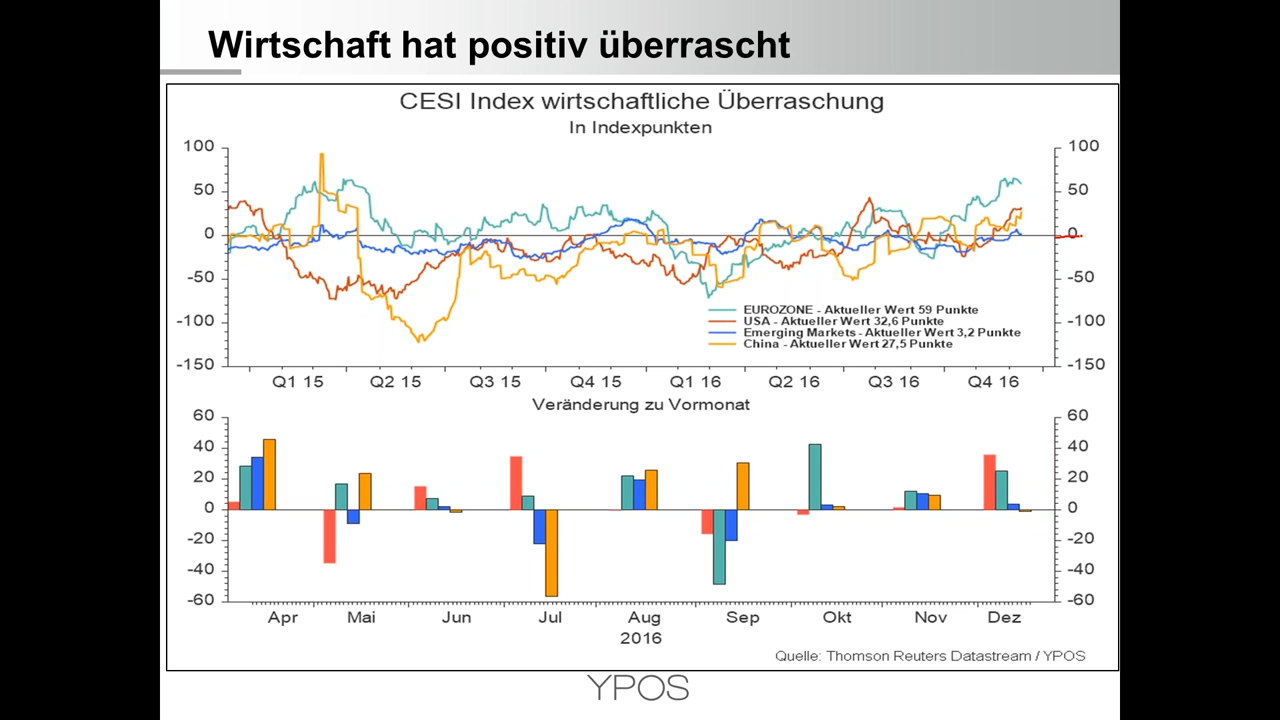 Wirtschaft hat positiv überrascht
CESI Index wirtschaftliche Überraschung
In Indexpunkten
100 100
50 50
0 0
-50 -50
-100 -100
-150 -150
EUROZONE - Aktueller Wert 59 Punkte
USA - Aktueller Wert 32,6 Punkte
Emerging Markets - Aktueller Wert 3,2 Punkte
China - Aktueller Wert 27,5 Punkte
Q1 15 Q2 15 Q3 15 Q4 15 Q1 16 Q2 16 Q3 16 Q4 16
Veränderung zu Vormonat
60 60
40 40
20 20
0 0
-20 -20
-40 -40
-60 -60
Apr Mai Jun Jul Aug Sep Okt Nov Dez
2016
Quelle: Thomson Reuters Datastream / YPOS
YPOS